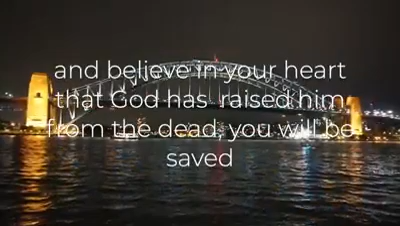 and believe in your heart
that God has  raised him
from the dead, you will be
saved